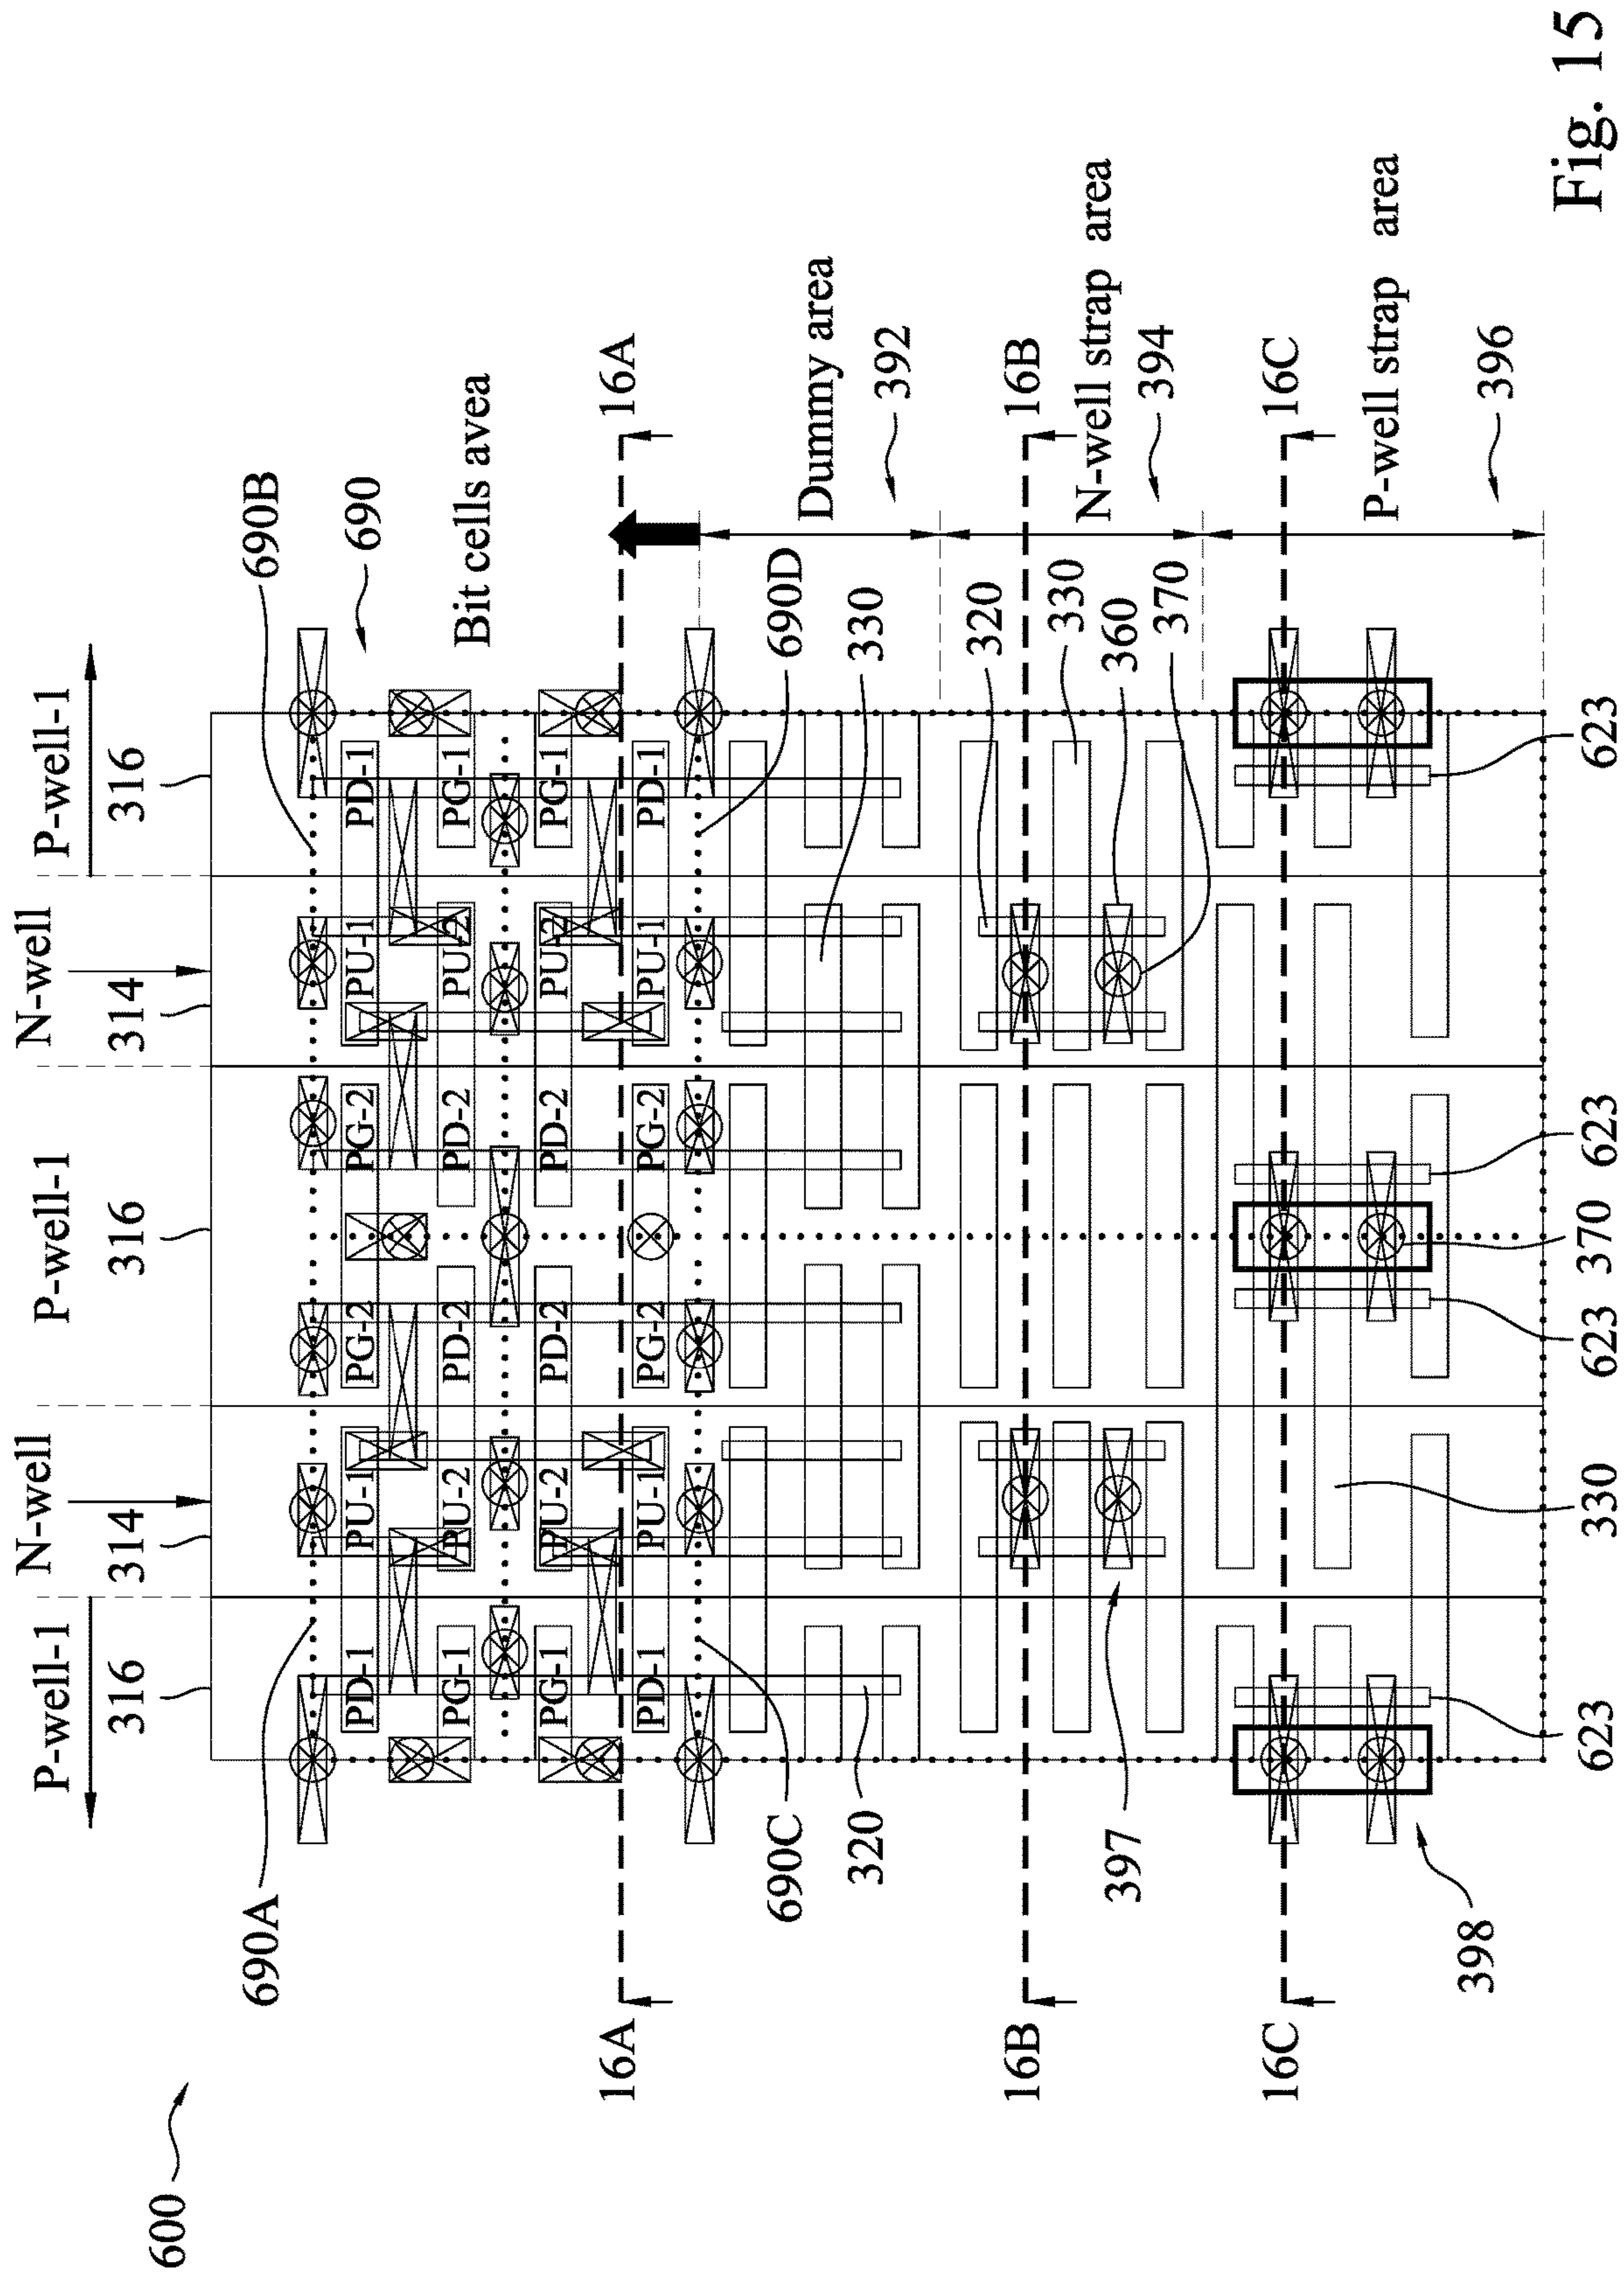 P-well-1 N-well P-well-1 N-well P-well-1
316 314 316 314 316
600
690A 690B
PD-1 PU-1 PG-2 PG-2 PU-1 PD-1 690
PG-1 PU-2 PD-2 PD-2 PU-2 PG-1
Bit cells avea
PG-1 PU-2 PD-2 PD-2 PU-2 PG-1
16A 16A
PD-1 PU-1 PG-2 PG-2 PU-1 PD-1
690C 690D
Dummy area
320 330 392
320
16B 16B
330
N-well strap area
397 360 394
370
16C 16C
P-well strap area
398 396
623 330 623 370 623 623
Fig. 15